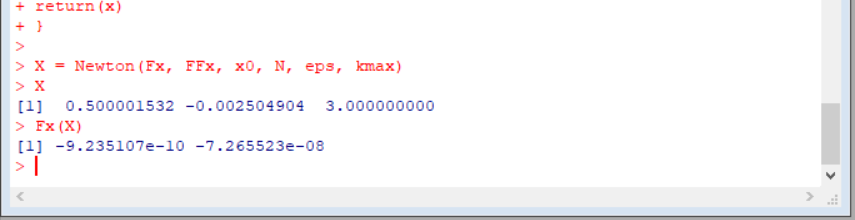 + return(x)
+ }
>
> X = Newton(Fx, FFx, x0, N, eps, kmax)
> X
[1]  0.500001532 -0.002504904  3.000000000
> Fx(X)
[1] -9.235107e-10 -7.265523e-08
>